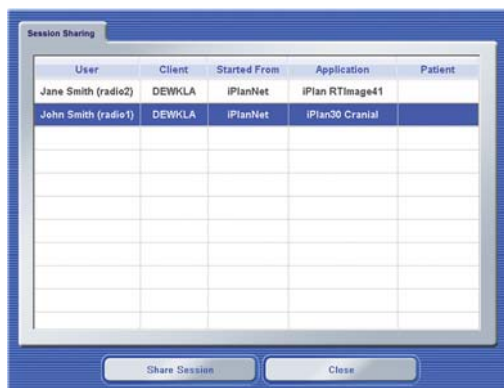 Session Sharing
User Client Started From Application Patient
Jane Smith (radio2) DEWKLA iPlanNet iPlan RTImage41
John Smith (radio1) DEWKLA iPlanNet iPlan30 Cranial
Share Session Close